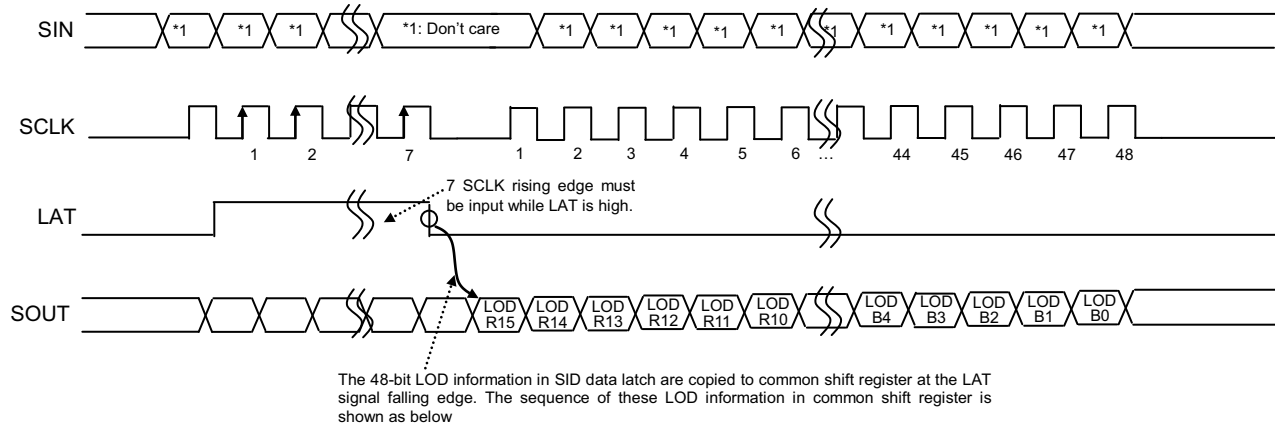 SIN *1 *1 *1 *1: Don't care *1 *1 *1 *1 *1 *1 *1 *1 *1 *1 *1
SCLK
1 2 7 1 2 3 4 5 6 ... 44 45 46 47 48
7 SCLK rising edge must
be input while LAT is high.
LAT
SOUT
LOD R15
LOD R14
LOD R13
LOD R12
LOD R11
LOD R10
LOD B4
LOD B3
LOD B2
LOD B1
LOD B0
The 48-bit LOD information in SID data latch are copied to common shift register at the LAT
signal falling edge. The sequence of these LOD information in common shift register is
shown as below